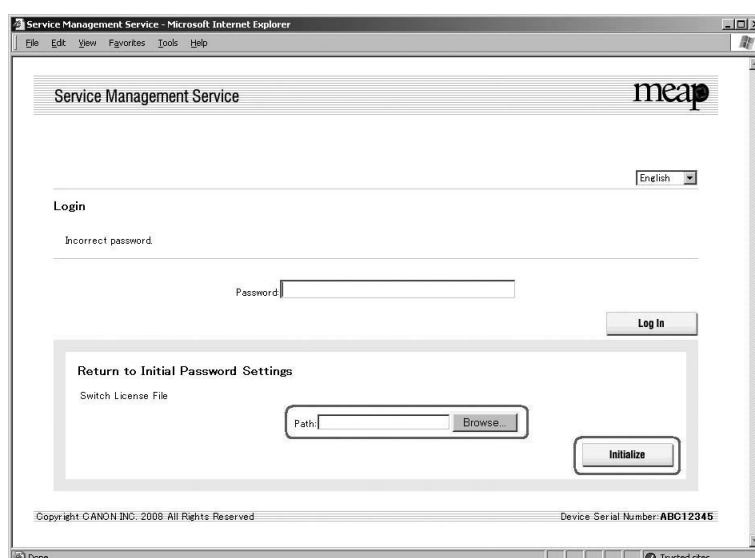 Service Management Service - Microsoft Internet Explorer
File Edit View Favorites Tools Help
Service Management Service
meap
English
Login
Incorrect password.
Password:
Log In
Return to Initial Password Settings
Switch License File
Path:
Browse...
Initialize
Copyright CANON INC. 2008 All Rights Reserved
Device Serial Number:ABC12345
Done
Trusted sites